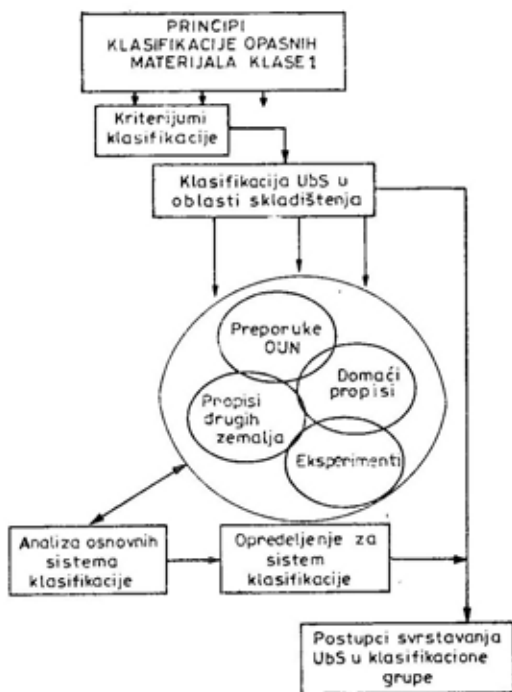 PRINCIPI
KLASIFIKACIJE OPASNIH
MATERIJALA KLASE 1
Kriterijumi
klasifikacije
Klasifikacija UbS u
oblasti skladištenja
Preporuke
OUN
Domaći
propisi
Propisi
drugih
zemalja
Eksperimenti
Analiza osnovnih
sistema
klasifikacije
Opredeljenje za
sistem
klasifikacije
Postupci svrstavanja
UbS u klasifikacione
grupe